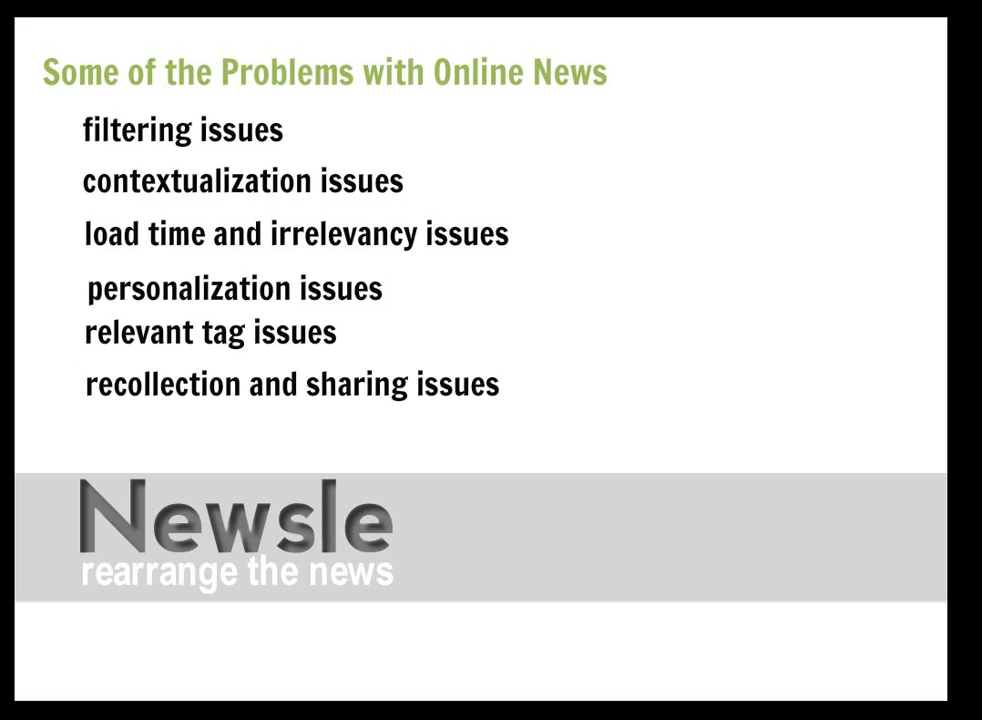 Some of the Problems with Online News
filtering issues
contextualization issues
load time and irrelevancy issues
personalization issues
relevant tag issues
recollection and sharing issues
Newsle
rearrange the news